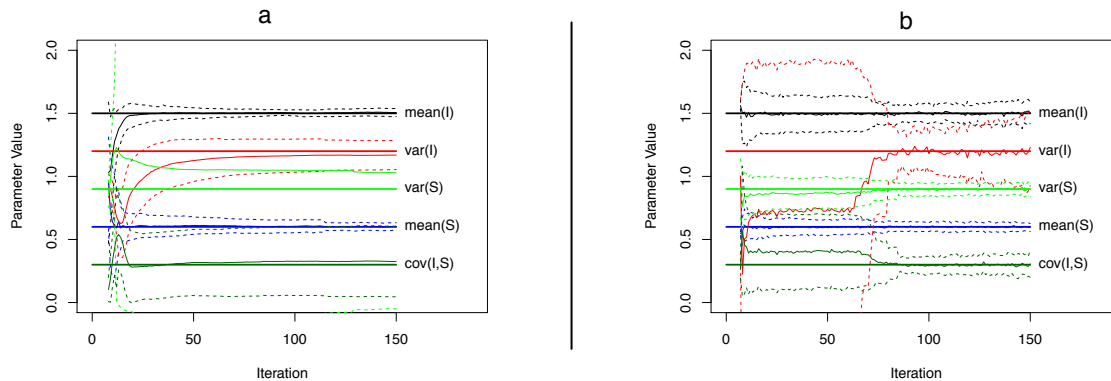 a
2.0
1.5
1.0
0.5
0.0
Parameter Value
mean(I)
var(I)
var(S)
mean(S)
cov(I,S)
0 50 100 150
Iteration
b
2.0
1.5
1.0
0.5
0.0
Parameter Value
mean(I)
var(I)
var(S)
mean(S)
cov(I,S)
0 50 100 150
Iteration